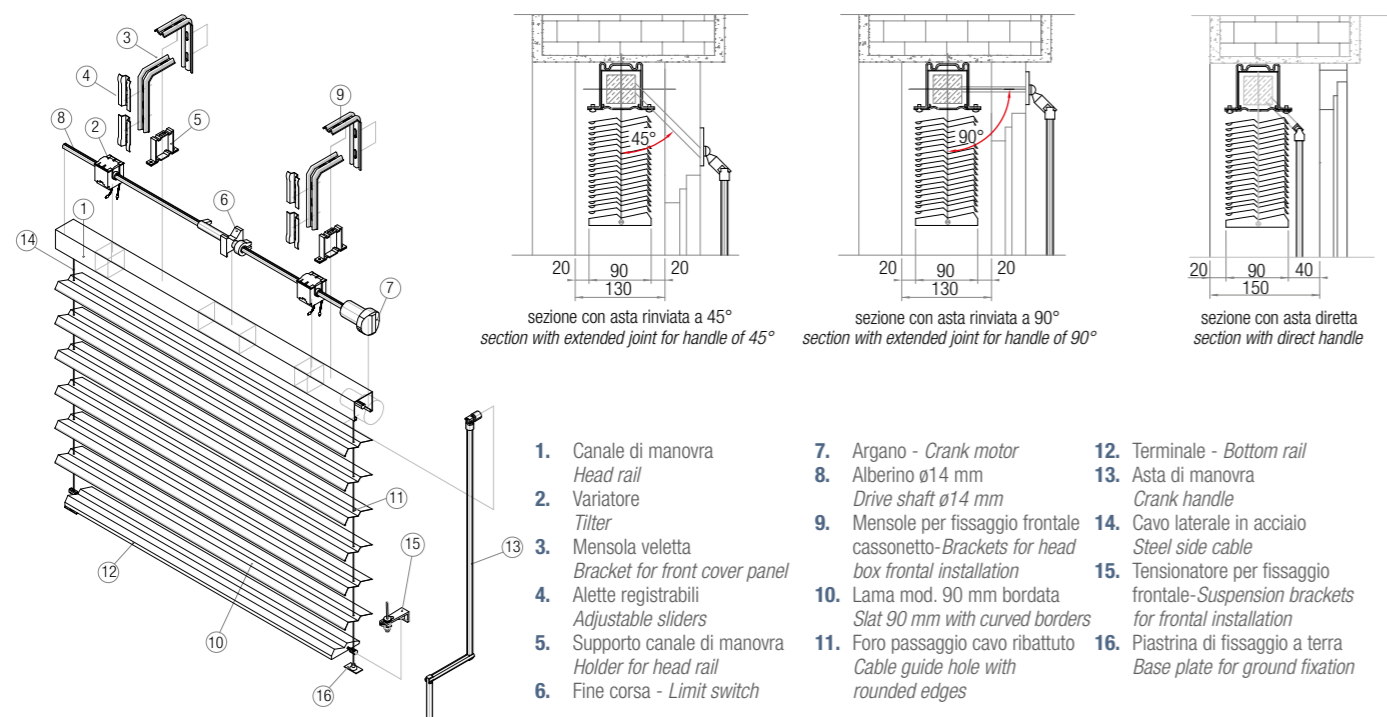 3
4
9
8
2
5
6
1
14
7
11
15
13
12
10
16
45°
20
90
20
130
sezione con asta rinviata a 45°
section with extended joint for handle of 45°
90°
20
90
20
130
sezione con asta rinviata a 90°
section with extended joint for handle of 90°
20
90
40
150
sezione con asta diretta
section with direct handle
1. Canale di manovra
Head rail
2. Variatore
Tilter
3. Mensola veletta
Bracket for front cover panel
4. Alette registrabili
Adjustable sliders
5. Supporto canale di manovra
Holder for head rail
6. Fine corsa - Limit switch
7. Argano - Crank motor
8. Alberino ø14 mm
Drive shaft ø14 mm
9. Mensole per fissaggio frontale
cassonetto-Brackets for head
box frontal installation
10. Lama mod. 90 mm bordata
Slat 90 mm with curved borders
11. Foro passaggio cavo ribattuto
Cable guide hole with
rounded edges
12. Terminale - Bottom rail
13. Asta di manovra
Crank handle
14. Cavo laterale in acciaio
Steel side cable
15. Tensionatore per fissaggio
frontale-Suspension brackets
for frontal installation
16. Piastrina di fissaggio a terra
Base plate for ground fixation